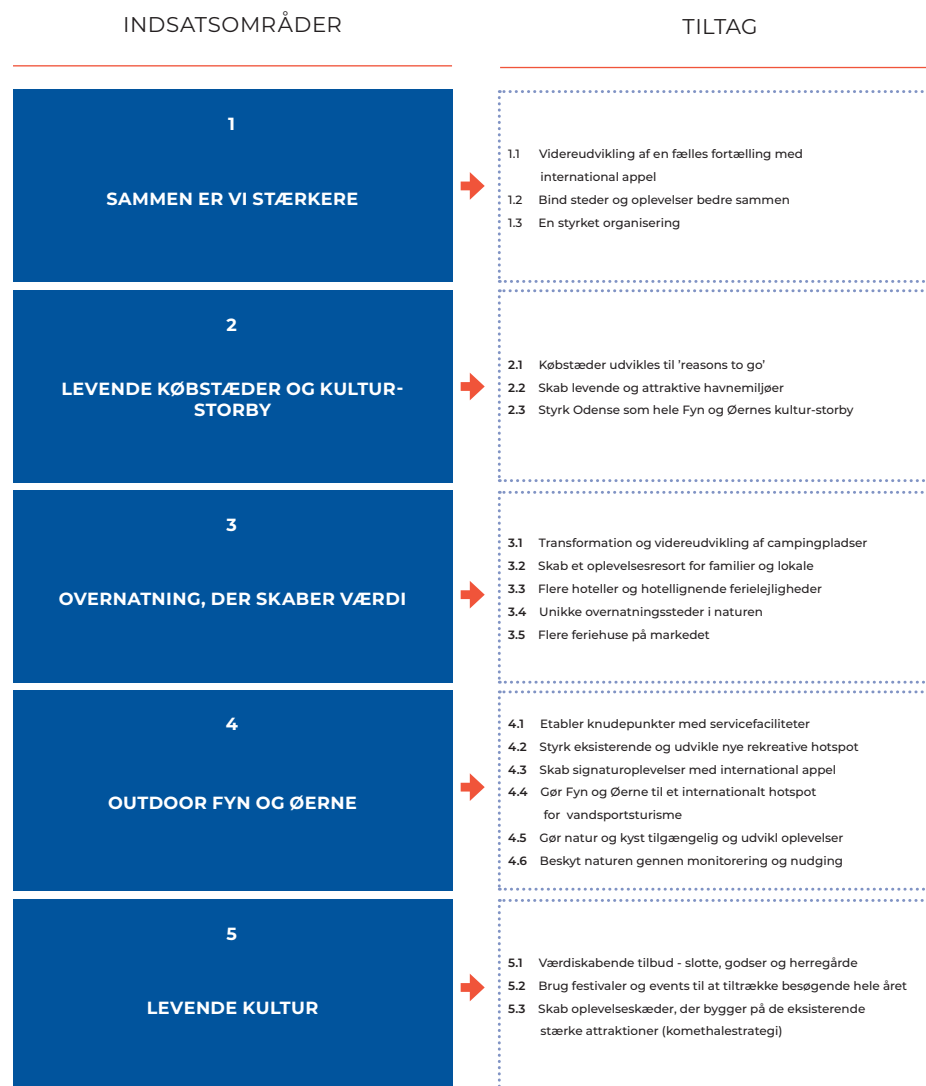 INDSATSOMRÅDER
TILTAG
1
SAMMEN ER VI STÆRKERE
1.1 Videreudvikling af en fælles fortælling med
international appel
1.2 Bind steder og oplevelser bedre sammen
1.3 En styrket organisering
2
LEVENDE KØBSTÆDER OG KULTUR-
STORBY
2.1 Købstæder udvikles til 'reasons to go'
2.2 Skab levende og attraktive havnemiljøer
2.3 Styrk Odense som hele Fyn og Øernes kultur-storby
3
OVERNATNING, DER SKABER VÆRDI
3.1 Transformation og videreudvikling af campingpladser
3.2 Skab et oplevelsesresort for familier og lokale
3.3 Flere hoteller og hotellignende ferielejligheder
3.4 Unikke overnatningssteder i naturen
3.5 Flere feriehuse på markedet
4
OUTDOOR FYN OG ØERNE
4.1 Etabler knudepunkter med servicefaciliteter
4.2 Styrk eksisterende og udvikle nye rekreative hotspot
4.3 Skab signaturoplevelser med international appel
4.4 Gør Fyn og Øerne til et internationalt hotspot
for vandsportsturisme
4.5 Gør natur og kyst tilgængelig og udvikl oplevelser
4.6 Beskyt naturen gennen monitorering og nudging
5
LEVENDE KULTUR
5.1 Værdiskabende tilbud - slotte, godser og herregårde
5.2 Brug festivaler og events til at tiltrække besøgende hele året
5.3 Skab oplevelseskæder, der bygger på de eksisterende
stærke attraktioner (komethalestrategi)